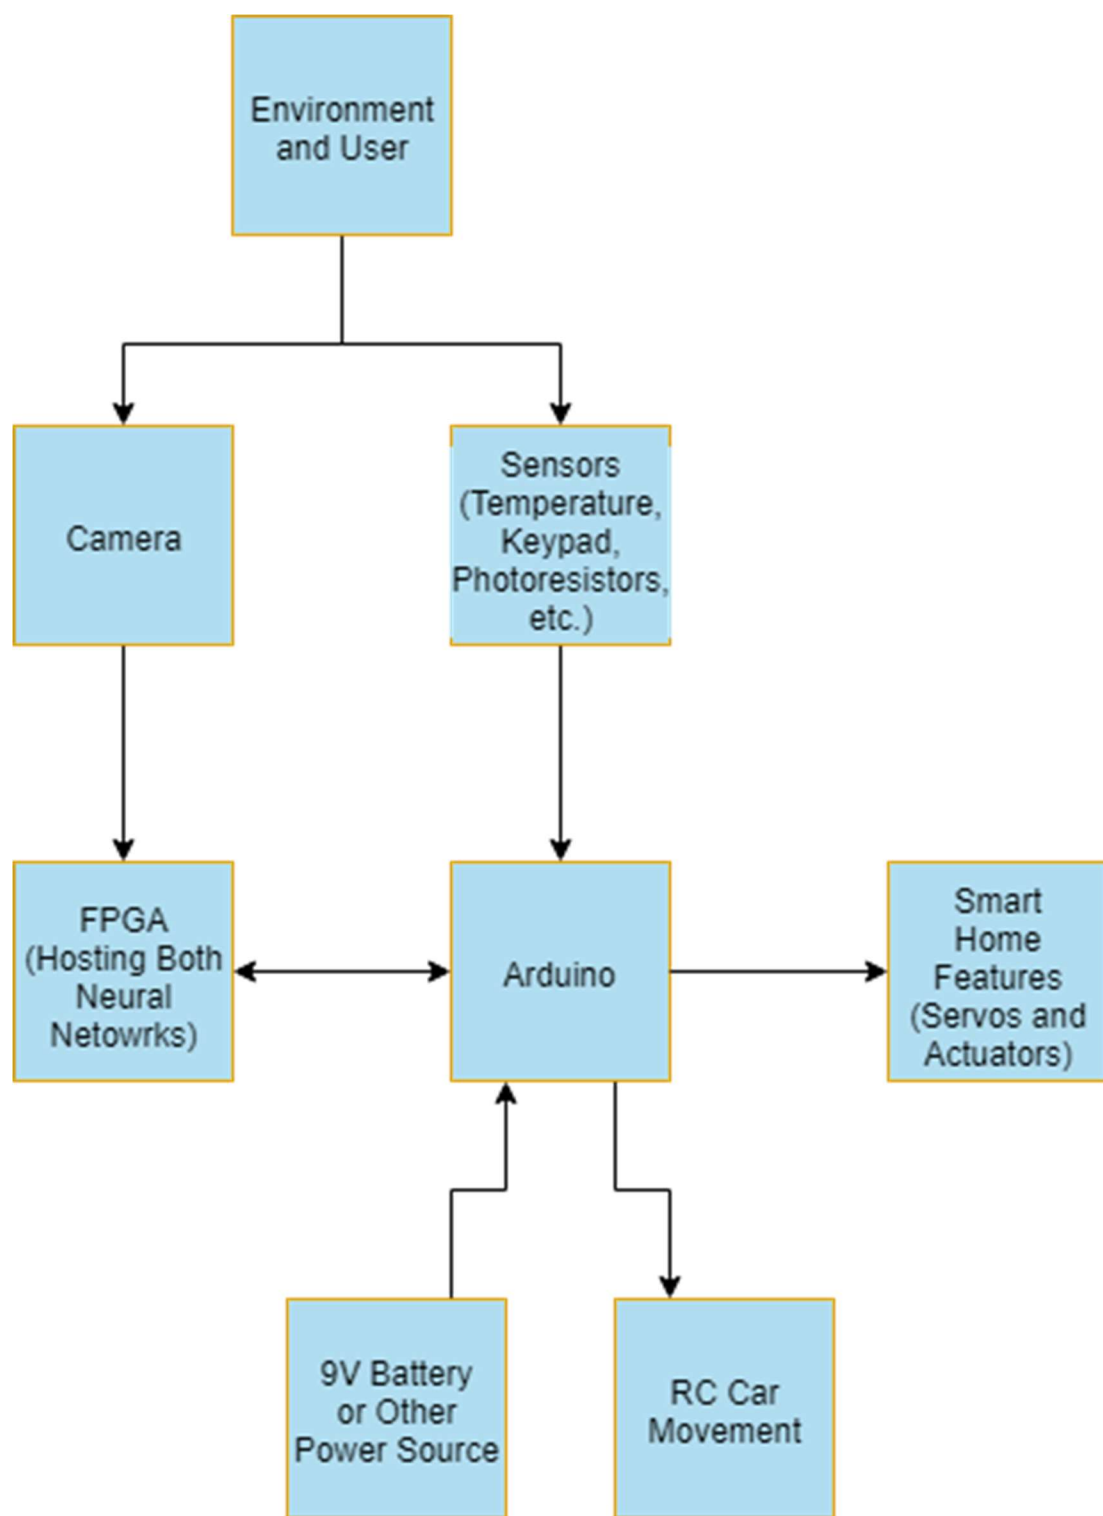 Environment
and User
Camera
Sensors
(Temperature,
Keypad,
Photoresistors,
etc.)
FPGA
(Hosting Both
Neural
Netowrks)
Arduino
Smart
Home
Features
(Servos and
Actuators)
9V Battery
or Other
Power Source
RC Car
Movement